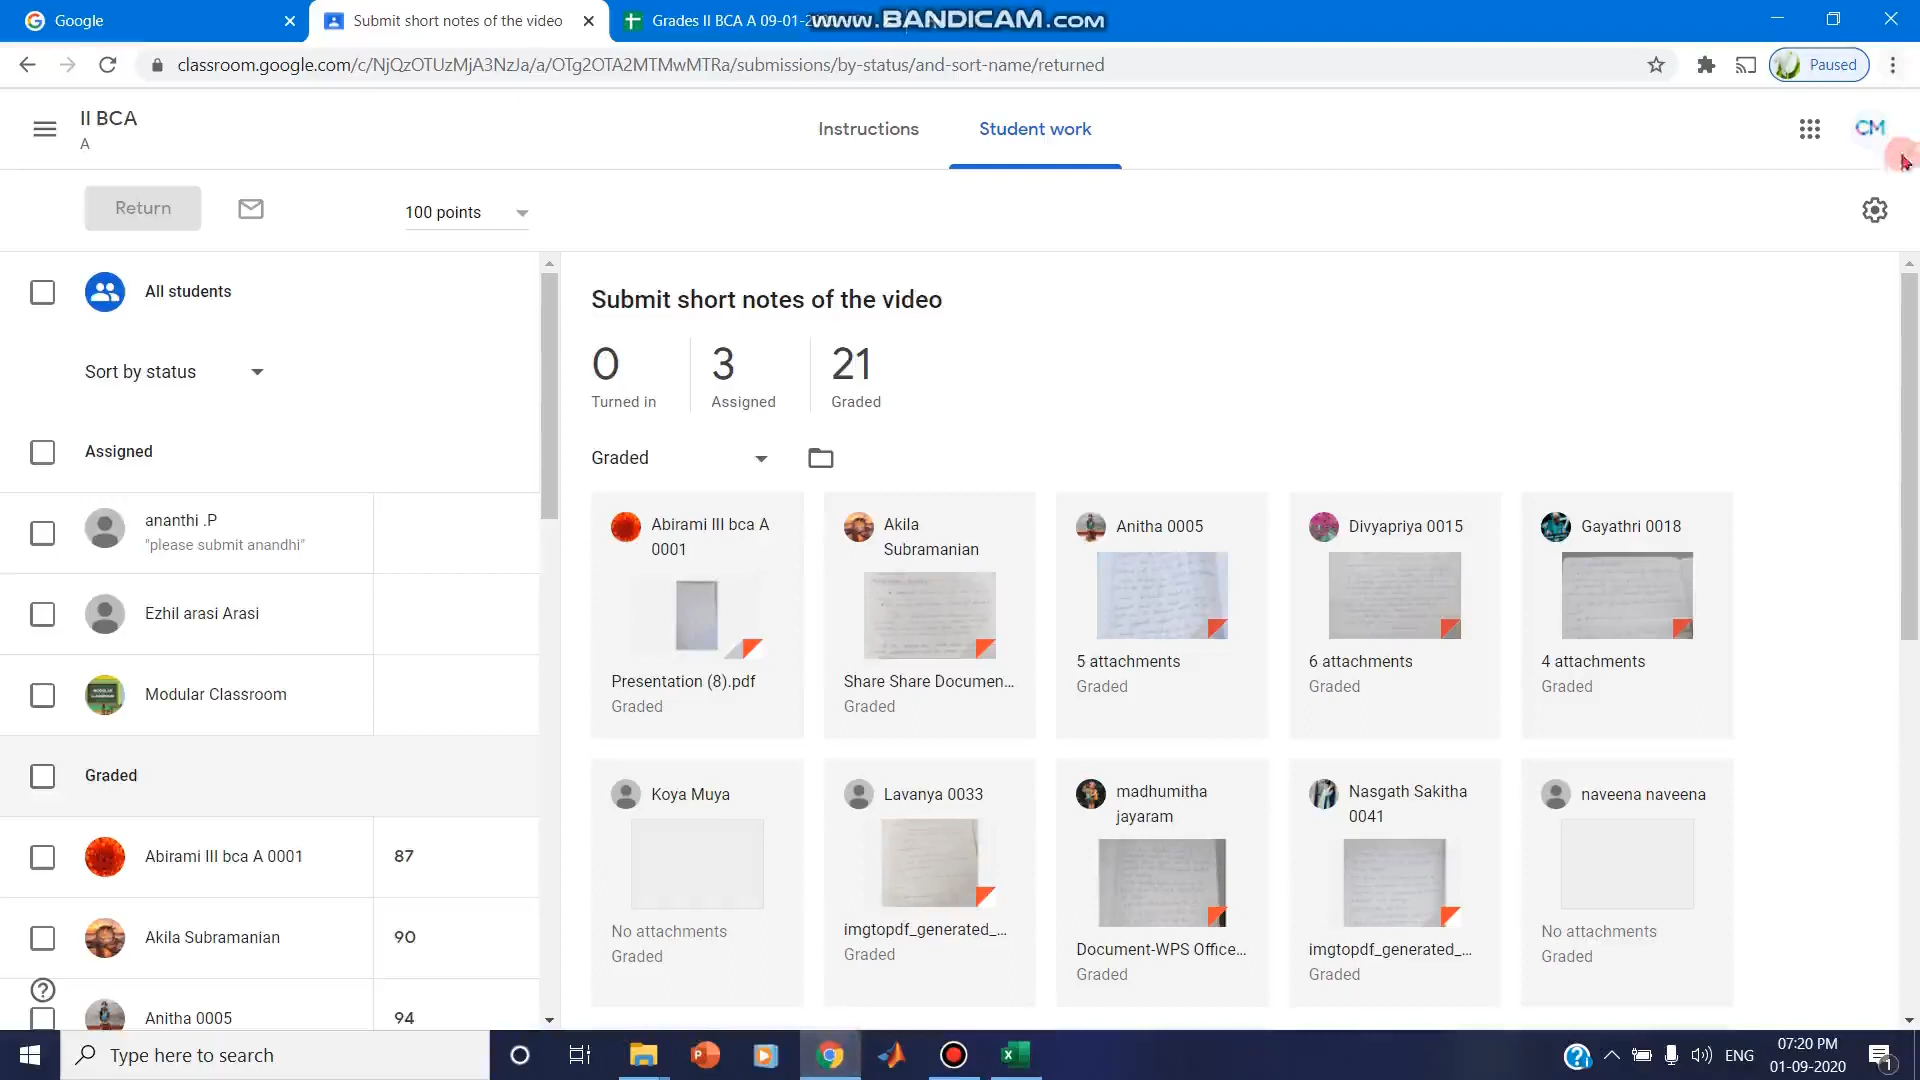 Google
Submit short notes of the video
Grades II BCA A 09-01-2
www.BANDICAM.com
classroom.google.com/c/NjQzOTUzMjA3NzJa/a/OTg2OTA2MTMwMTRa/submissions/by-status/and-sort-name/returned
Paused
II BCA
A
Instructions
Student work
CM
Return
100 points
All students
Sort by status
Assigned
ananthi .P
"please submit anandhi"
Ezhil arasi Arasi
Modular Classroom
Graded
Abirami III bca A 0001
87
Akila Subramanian
90
Anitha 0005
94
Submit short notes of the video
0
3
21
Turned in
Assigned
Graded
Graded
Abirami III bca A
0001
Presentation (8).pdf
Graded
Akila
Subramanian
Share Share Documen...
Graded
Anitha 0005
5 attachments
Graded
Divyapriya 0015
6 attachments
Graded
Gayathri 0018
4 attachments
Graded
Koya Muya
No attachments
Graded
Lavanya 0033
imgtopdf_generated_...
Graded
madhumitha
jayaram
Document-WPS Office...
Graded
Nasgath Sakitha
0041
imgtopdf_generated_...
Graded
naveena naveena
No attachments
Graded
Type here to search
ENG
07:20 PM
01-09-2020
1